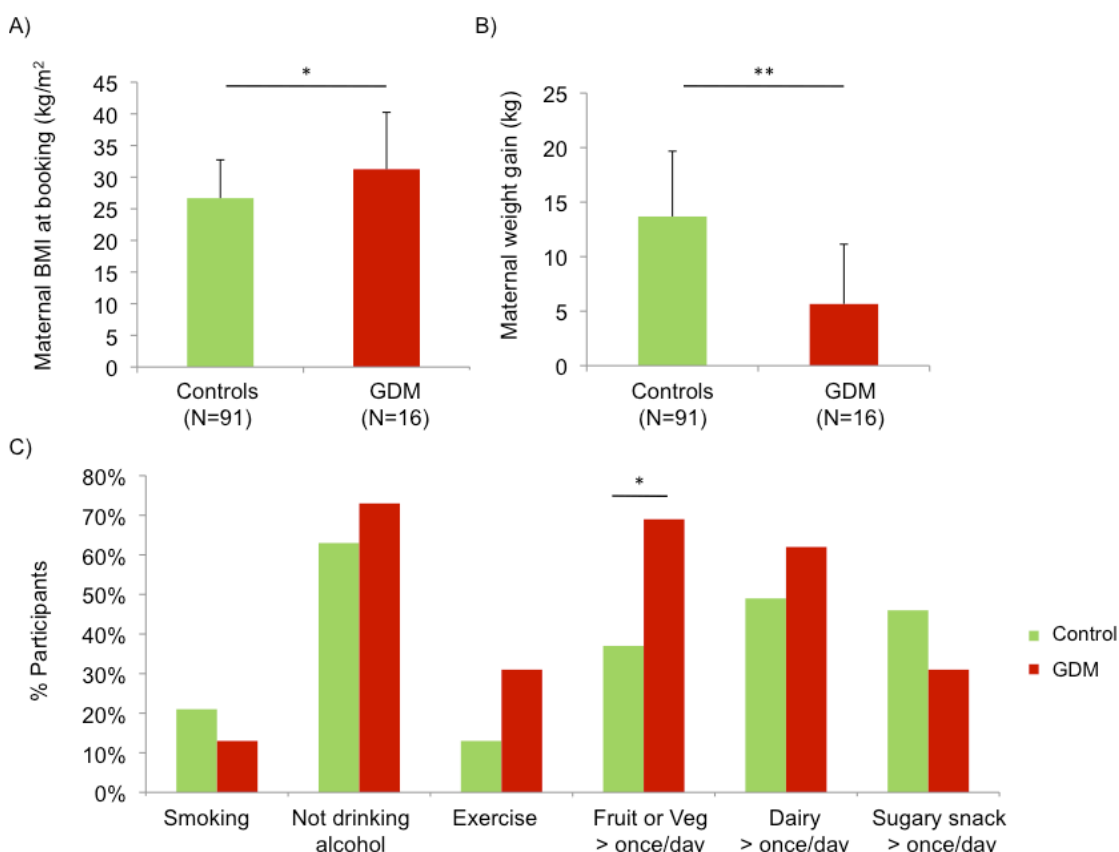 A)
Maternal BMI at booking (kg/m²)
45
40
35
30
25
20
15
10
5
0
*
Controls
(N=91)
GDM
(N=16)
B)
Maternal weight gain (kg)
25
20
15
10
5
0
**
Controls
(N=91)
GDM
(N=16)
C)
% Participants
80%
70%
60%
50%
40%
30%
20%
10%
0%
*
Smoking
Not drinking
alcohol
Exercise
Fruit or Veg
> once/day
Dairy
> once/day
Sugary snack
> once/day
Control
GDM